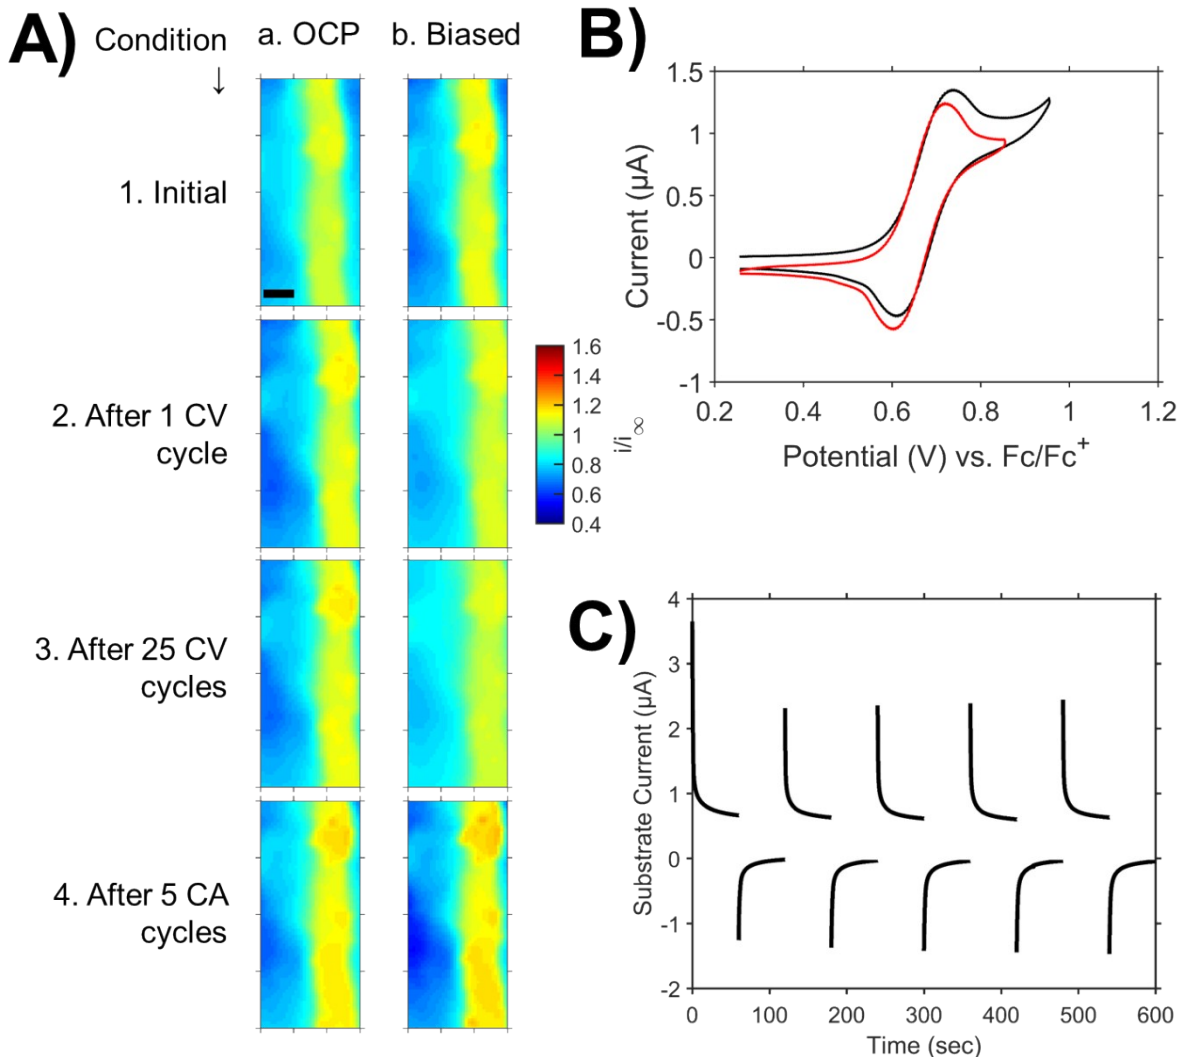 A)
Condition
↓
a. OCP
b. Biased
1. Initial
2. After 1 CV
cycle
3. After 25 CV
cycles
4. After 5 CA
cycles
1.6
1.4
1.2
1
0.8
0.6
0.4
i/i∞
B)
1.5
1
0.5
0
-0.5
-1
Current (µA)
0.2
0.4
0.6
0.8
1
1.2
Potential (V) vs. Fc/Fc⁺
C)
4
3
2
1
0
-1
-2
Substrate Current (µA)
0
100
200
300
400
500
600
Time (sec)